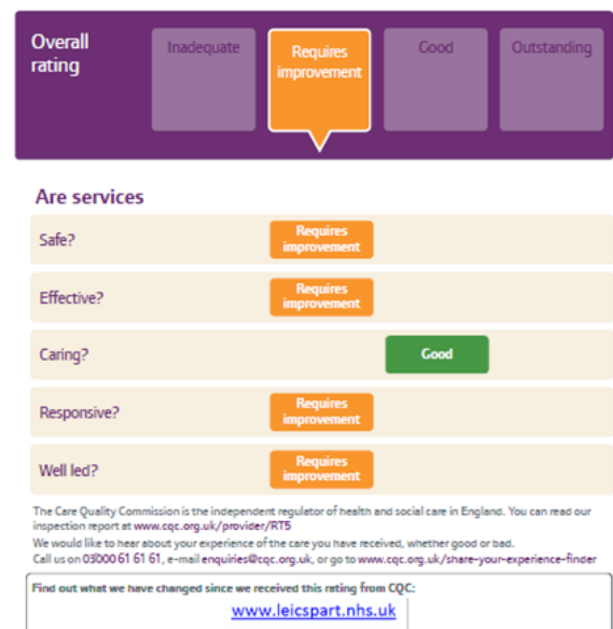 Overall rating
Inadequate
Requires improvement
Good
Outstanding
Are services
Safe?
Requires improvement
Effective?
Requires improvement
Caring?
Good
Responsive?
Requires improvement
Well led?
Requires improvement
The Care Quality Commission is the independent regulator of health and social care in England. You can read our
inspection report at www.cqc.org.uk/provider/RT5
We would like to hear about your experience of the care you have received, whether good or bad.
Call us on 03000 61 61 61, e-mail enquiries@cqc.org.uk, or go to www.cqc.org.uk/share-your-experience-finder
Find out what we have changed since we received this rating from CQC:
www.leicspart.nhs.uk